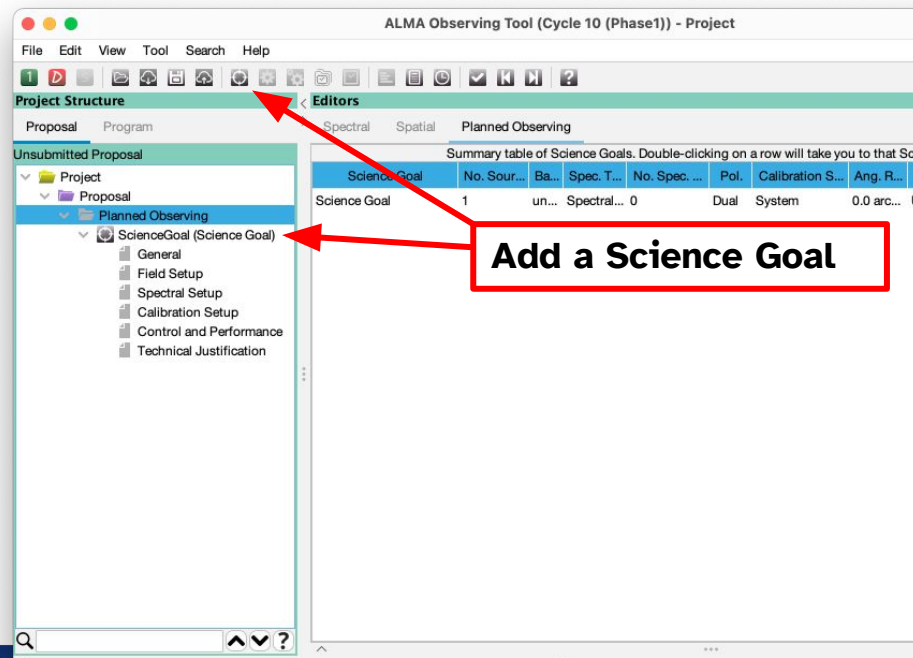 ALMA Observing Tool (Cycle 10 (Phase1)) - Project
File Edit View Tool Search Help
1 D ?
Project Structure
Editors
Proposal Program
Spectral Spatial Planned Observing
Unsubmitted Proposal
Summary table of Science Goals. Double-clicking on a row will take you to that Sc
Science Goal No. Sour... Ba... Spec. T... No. Spec. ... Pol. Calibration S... Ang. R...
Science Goal 1 un... Spectral... 0 Dual System 0.0 arc...
Project
Proposal
Planned Observing
ScienceGoal (Science Goal)
General
Field Setup
Spectral Setup
Calibration Setup
Control and Performance
Technical Justification
Add a Science Goal
?